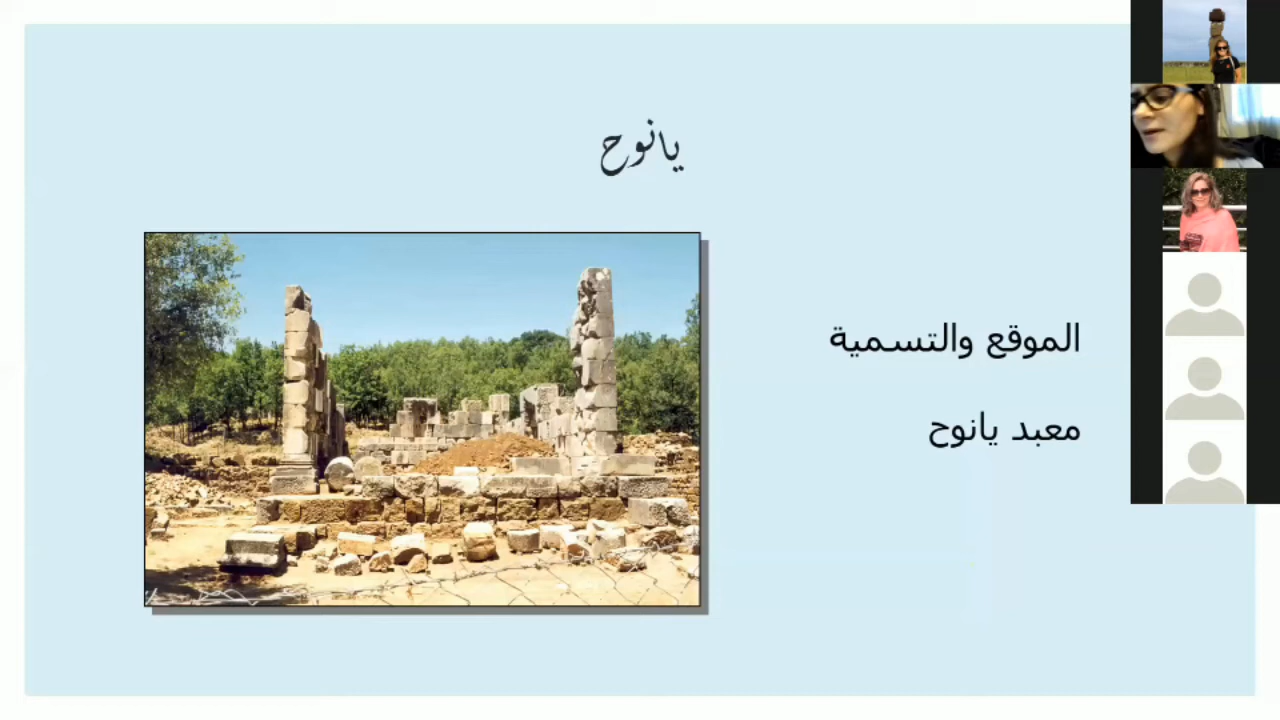 يانوح
الموقع والتسمية
معبد يانوح